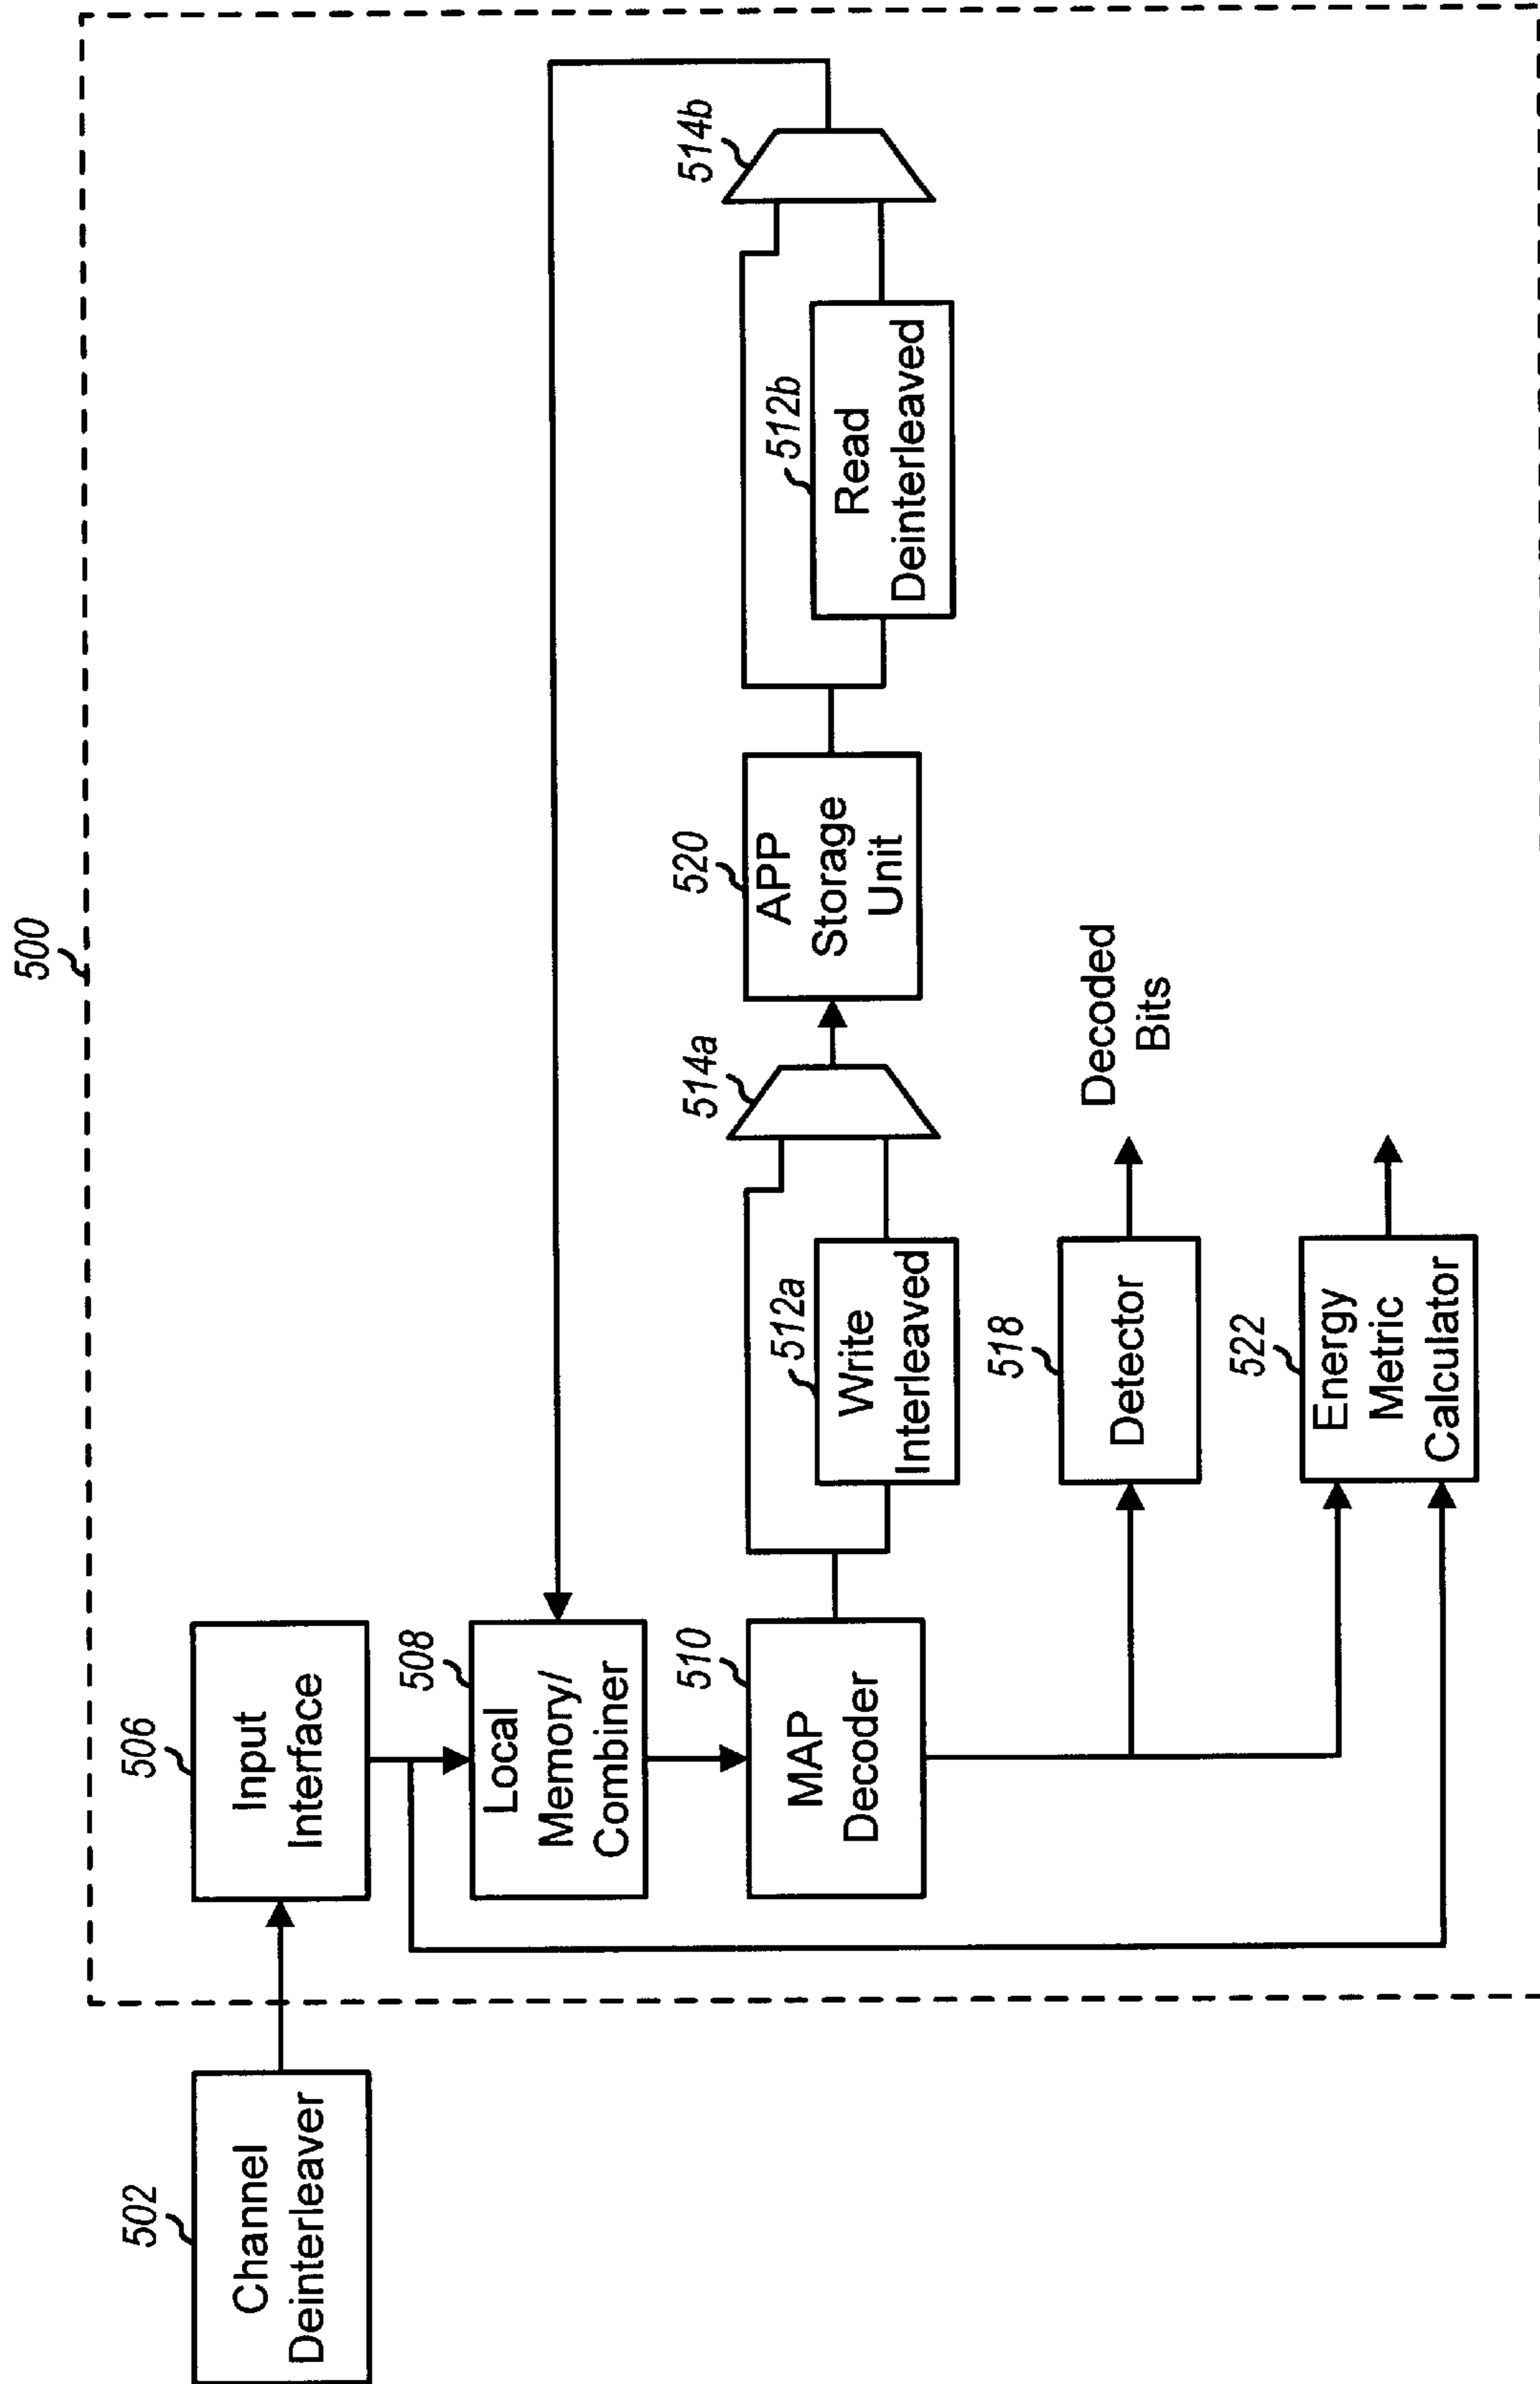 500
502
Channel
Deinterleaver
506
Input
Interface
508
Local
Memory/
Combiner
510
MAP
Decoder
512a
Write
Interleaved
514a
520
APP
Storage
Unit
512b
Read
Deinterleaved
514b
518
Detector
Decoded
Bits
522
Energy
Metric
Calculator